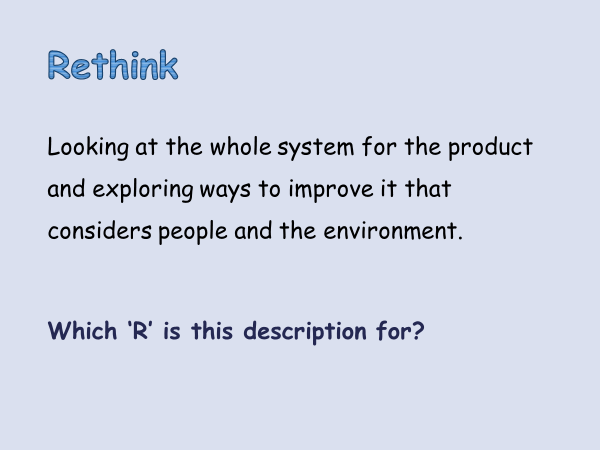 Rethink
Looking at the whole system for the product
and exploring ways to improve it that
considers people and the environment.
Which ‘R’ is this description for?